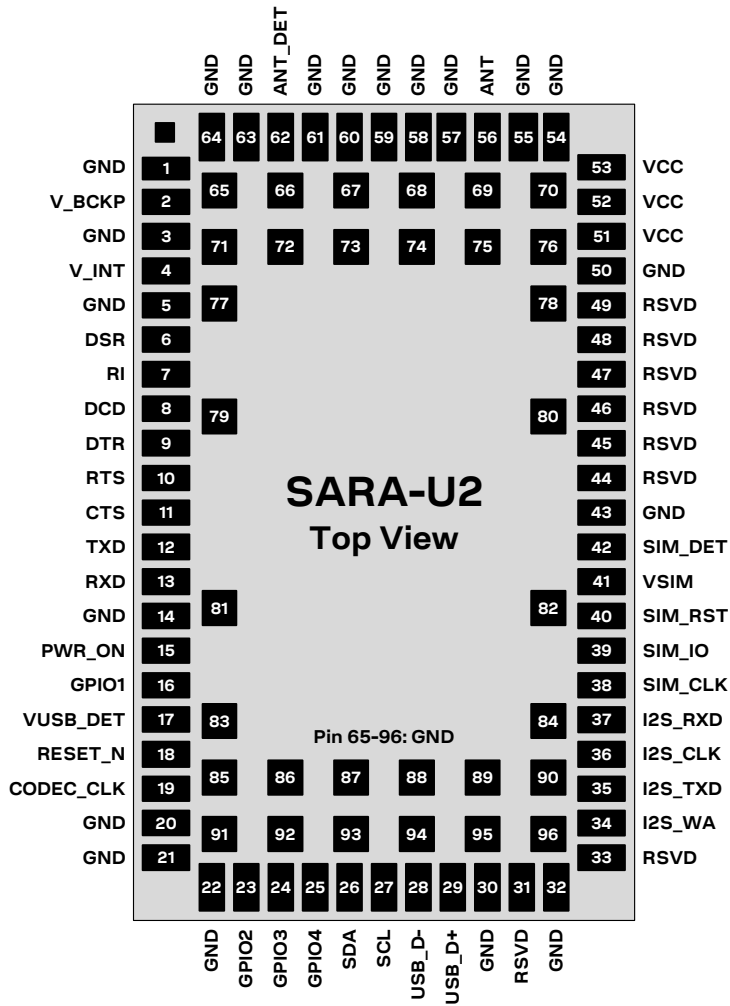 GND GND ANT_DET GND GND GND GND GND ANT GND GND
64 63 62 61 60 59 58 57 56 55 54
GND 1 53 VCC
65 66 67 68 69 70
V_BCKP 2 52 VCC
GND 3 51 VCC
71 72 73 74 75 76
V_INT 4 50 GND
GND 5 77 78 49 RSVD
DSR 6 48 RSVD
RI 7 47 RSVD
DCD 8 79 80 46 RSVD
DTR 9 45 RSVD
RTS 10 44 RSVD
SARA-U2
CTS 11 43 GND
Top View
TXD 12 42 SIM_DET
RXD 13 41 VSIM
GND 14 81 82 40 SIM_RST
PWR_ON 15 39 SIM_IO
GPIO1 16 38 SIM_CLK
VUSB_DET 17 83 84 37 I2S_RXD
Pin 65-96: GND
RESET_N 18 36 I2S_CLK
85 86 87 88 89 90
CODEC_CLK 19 35 I2S_TXD
GND 20 34 I2S_WA
91 92 93 94 95 96
GND 21 33 RSVD
22 23 24 25 26 27 28 29 30 31 32
GND GPIO2 GPIO3 GPIO4 SDA SCL USB_D- USB_D+ GND RSVD GND